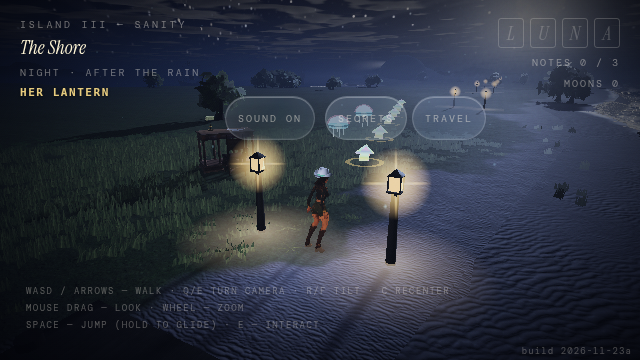 ISLAND III — SANITY
The Shore
NIGHT · AFTER THE RAIN
HER LANTERN
LUNA
NOTES 0 / 3
MOONS 0
SOUND ON
SECRETS
TRAVEL
WASD / ARROWS — WALK · Q/E TURN CAMERA · R/F TILT · C RECENTER
MOUSE DRAG — LOOK · WHEEL — ZOOM
SPACE — JUMP (HOLD TO GLIDE) · E — INTERACT
build 2026-11-23a